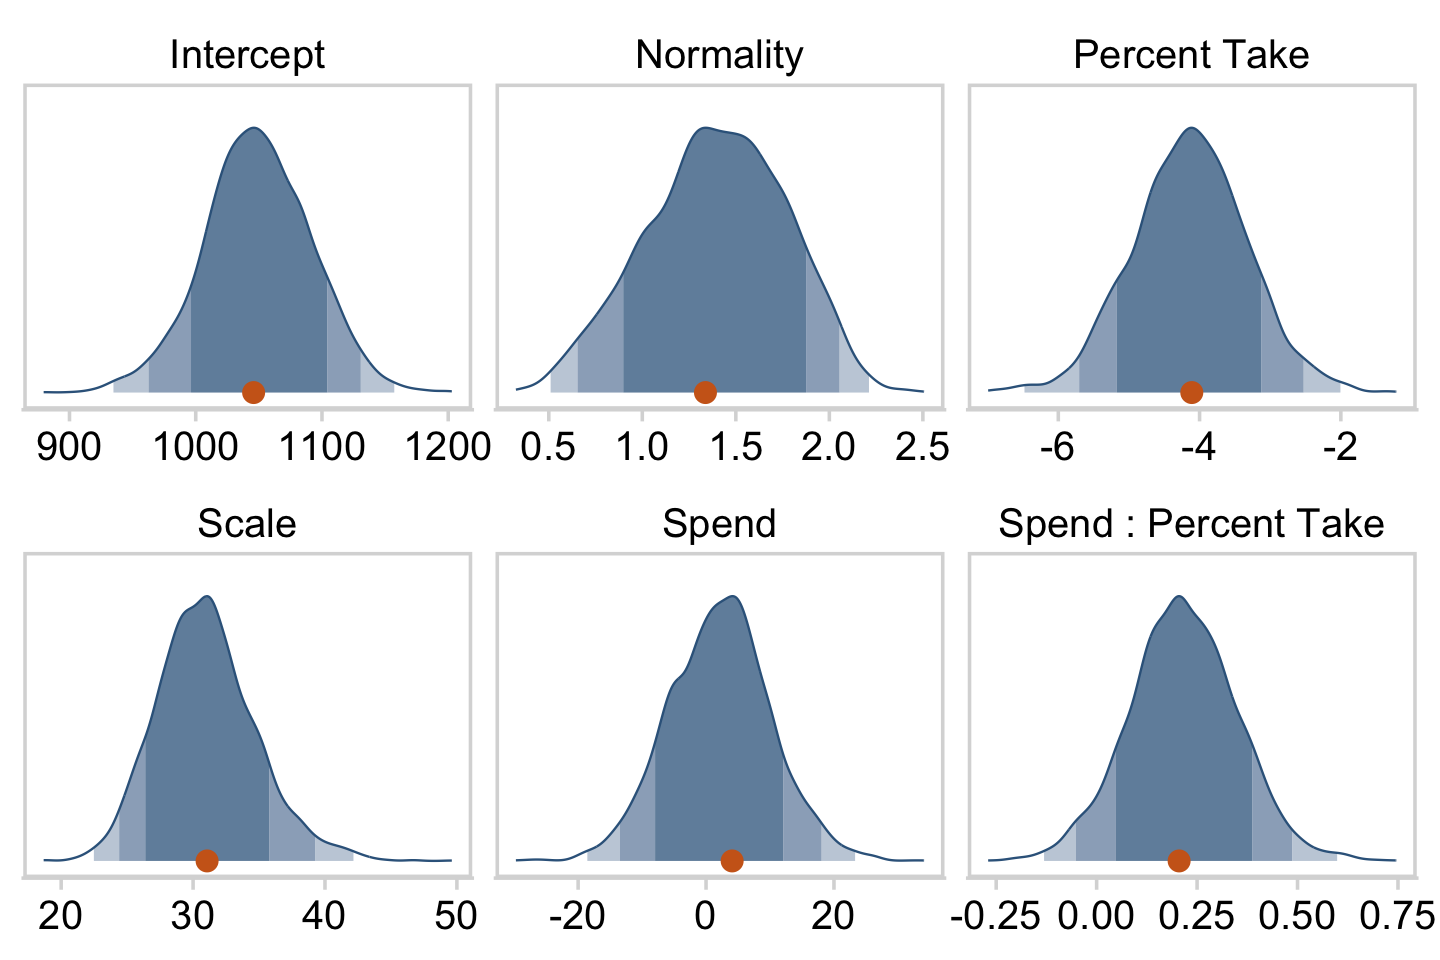 Intercept
Normality
Percent Take
900 1000 1100 1200
0.5 1.0 1.5 2.0 2.5
-6 -4 -2
Scale
Spend
Spend : Percent Take
20 30 40 50
-20 0 20
-0.25 0.00 0.25 0.50 0.75